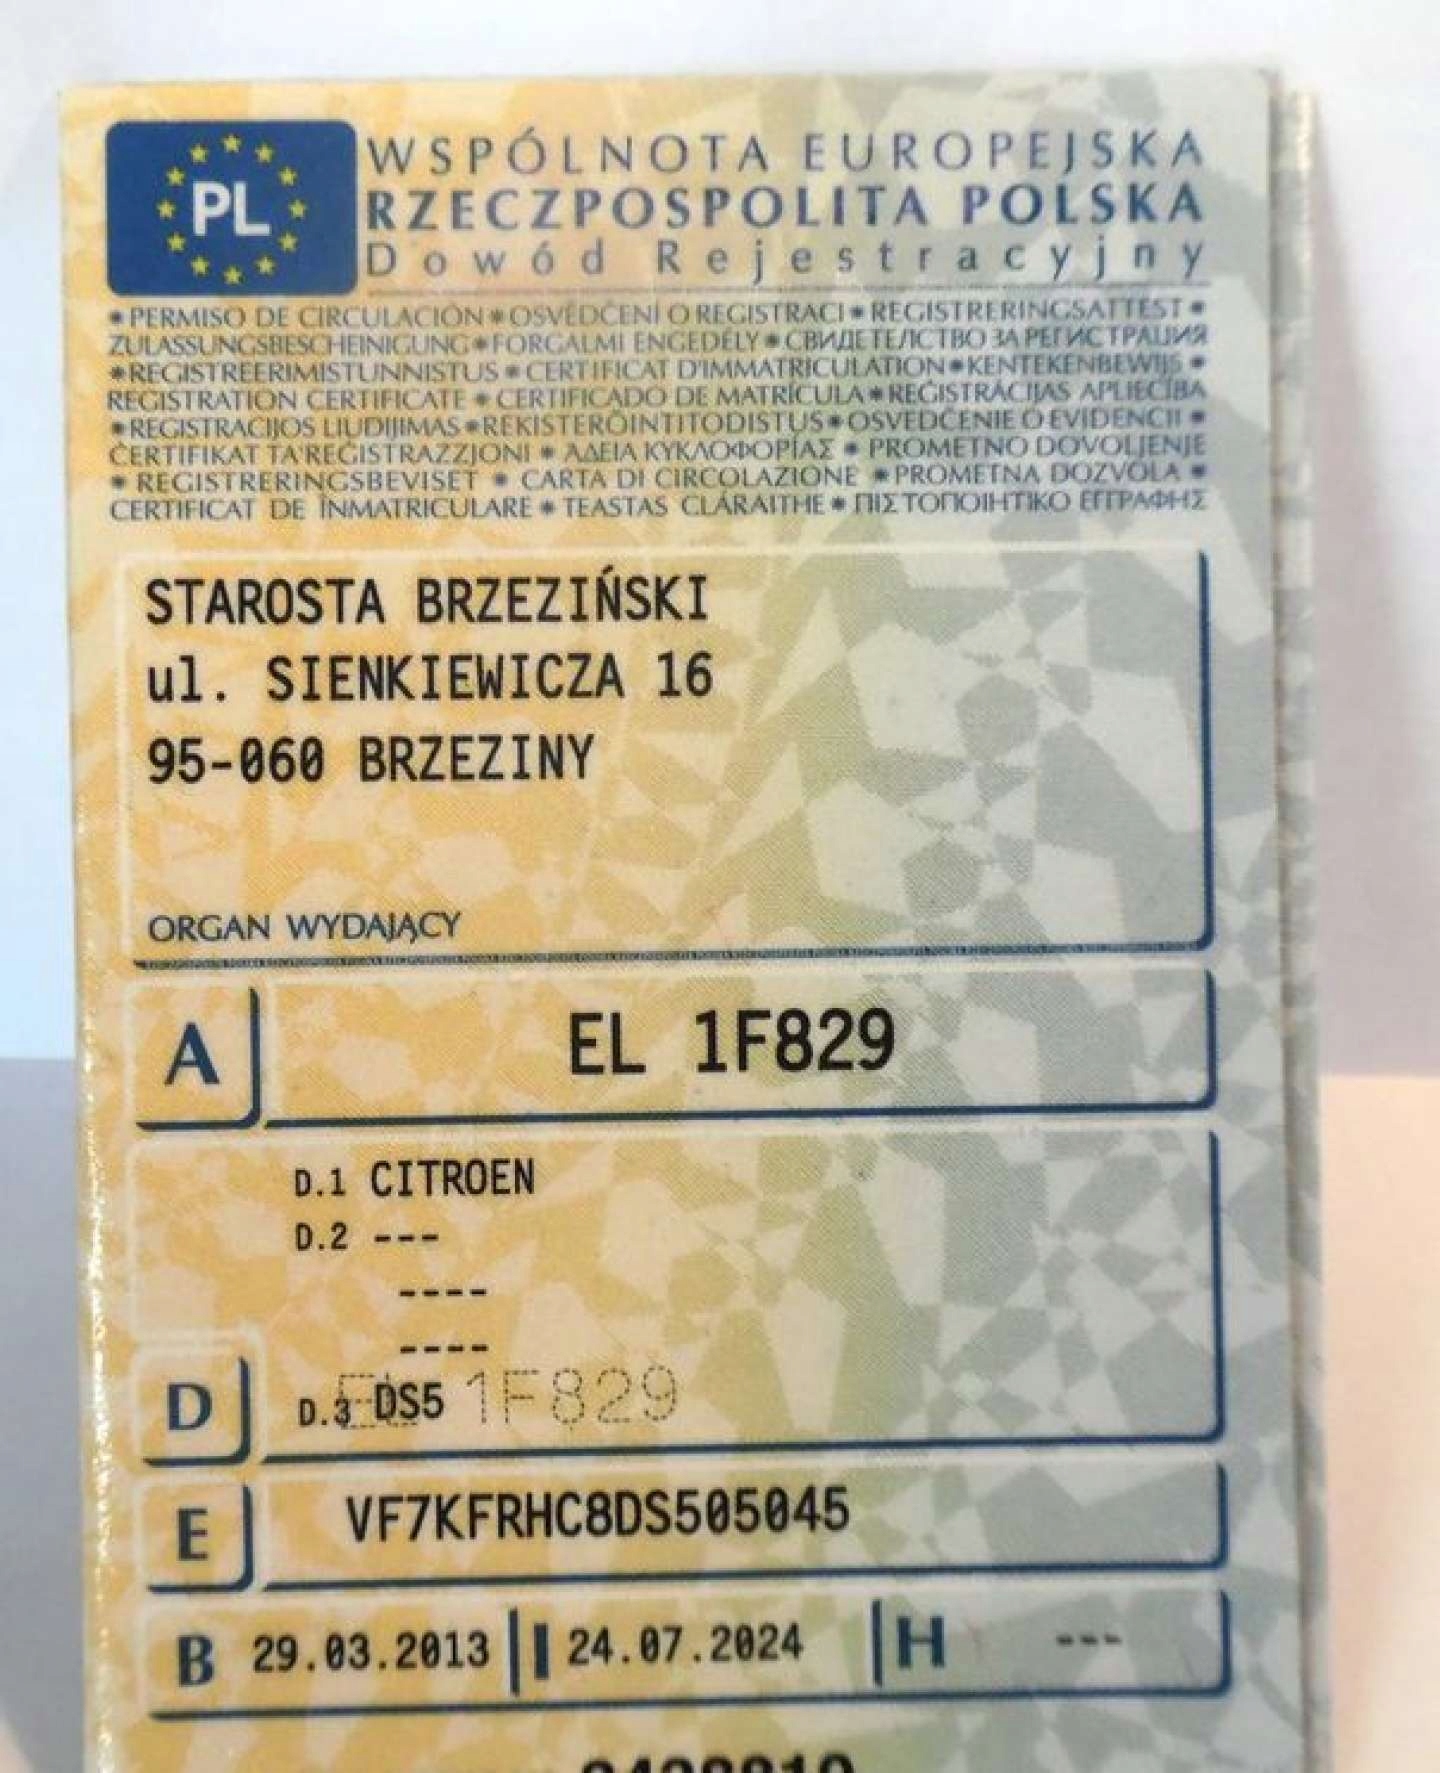 PL
WSPÓLNOTA EUROPEJSKA
RZECZPOSPOLITA POLSKA
Dowód Rejestracyjny
* PERMISO DE CIRCULACIÓN * OSVĚDČENÍ O REGISTRACI * REGISTRERINGSATTEST *
ZULASSUNGSBESCHEINIGUNG * FORGALMI ENGEDÉLY * СВИДЕТЕЛСТВО ЗА РЕГИСТРАЦИЯ
* REGISTREERIMISTUNNISTUS * CERTIFICAT D'IMMATRICULATION * KENTEKENBEWIJS *
REGISTRATION CERTIFICATE * CERTIFICADO DE MATRÍCULA * REĢISTRĀCIJAS APLIECĪBA
* REGISTRACIJOS LIUDIJIMAS * REKISTERÖINTITODISTUS * OSVEDČENIE O EVIDENCII *
ĊERTIFIKAT TA'REĠISTRAZZJONI * ΆΔΕΙΑ ΚΥΚΛΟΦΟΡΊΑΣ * PROMETNO DOVOLJENJE
* REGISTRERINGSBEVISET * CARTA DI CIRCOLAZIONE * PROMETNA DOZVOLA *
CERTIFICAT DE ÎNMATRICULARE * TEASTAS CLÁRAITHE * ΠΙΣΤΟΠΟΙΗΤΙΚΟ ΕΓΓΡΑΦΗΣ
STAROSTA BRZEZIŃSKI
ul. SIENKIEWICZA 16
95-060 BRZEZINY
ORGAN WYDAJĄCY
A EL 1F829
D.1 CITROEN
D.2 ---
----
----
D D.3 DS5 EL 1F829
E VF7KFRHC8DS505045
B 29.03.2013 I 24.07.2024 H ---